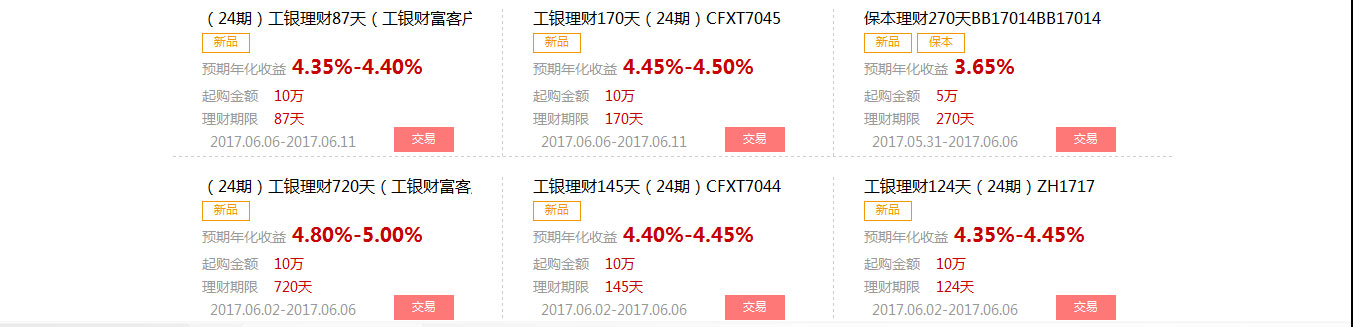 （24期）工银理财87天（工银财富客户
新品
预期年化收益 4.35%-4.40%
起购金额 10万
理财期限 87天
2017.06.06-2017.06.11 交易
工银理财170天（24期）CFXT7045
新品
预期年化收益 4.45%-4.50%
起购金额 10万
理财期限 170天
2017.06.06-2017.06.11 交易
保本理财270天BB17014BB17014
新品 保本
预期年化收益 3.65%
起购金额 5万
理财期限 270天
2017.05.31-2017.06.06 交易
（24期）工银理财720天（工银财富客
新品
预期年化收益 4.80%-5.00%
起购金额 10万
理财期限 720天
2017.06.02-2017.06.06 交易
工银理财145天（24期）CFXT7044
新品
预期年化收益 4.40%-4.45%
起购金额 10万
理财期限 145天
2017.06.02-2017.06.06 交易
工银理财124天（24期）ZH1717
新品
预期年化收益 4.35%-4.45%
起购金额 10万
理财期限 124天
2017.06.02-2017.06.06 交易